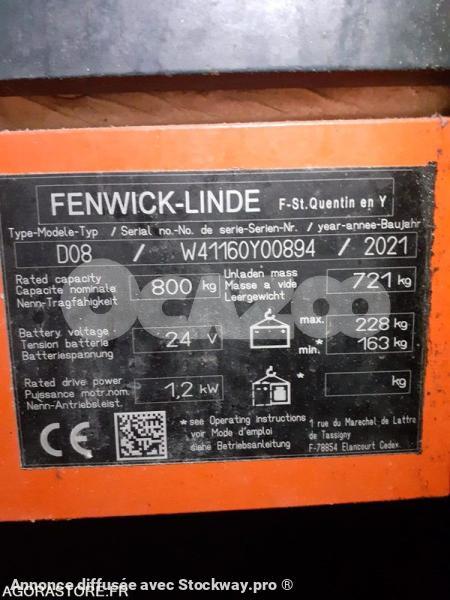 FENWICK-LINDE F-St.Quentin en Y
Type-Modele-Typ / Serial no.-No. de serie-Serien-Nr. / year-annee-Baujahr
D08 / W41160Y00894 / 2021
Rated capacity
Capacite nominale
Nenn-Tragfähigkeit
800 kg
Unladen mass
Masse a vide
Leergewicht
721 kg
Battery voltage
Tension batterie
Batteriespannung
24 V
max. 228 kg
min.* 163 kg
Rated drive power
Puissance motr.nom.
Nenn-Antriebsleist.
1,2 kW
* kg
CE
*see Operating instructions
voir Mode d'emploi
siehe Betriebsanleitung
1 rue du Marechal de Lattre
de Tassigny
F-78854 Elancourt Cedex.
OCAZOO
Annonce diffusée avec Stockway.pro ®
AGORASTORE.FR